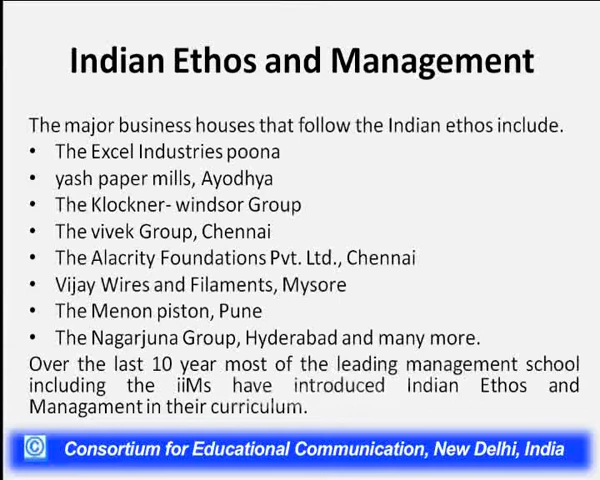 Indian Ethos and Management
The major business houses that follow the Indian ethos include.
• The Excel Industries poona
• yash paper mills, Ayodhya
• The Klockner- windsor Group
• The vivek Group, Chennai
• The Alacrity Foundations Pvt. Ltd., Chennai
• Vijay Wires and Filaments, Mysore
• The Menon piston, Pune
• The Nagarjuna Group, Hyderabad and many more.
Over the last 10 year most of the leading management school
including the iiMs have introduced Indian Ethos and
Managament in their curriculum.
© Consortium for Educational Communication, New Delhi, India